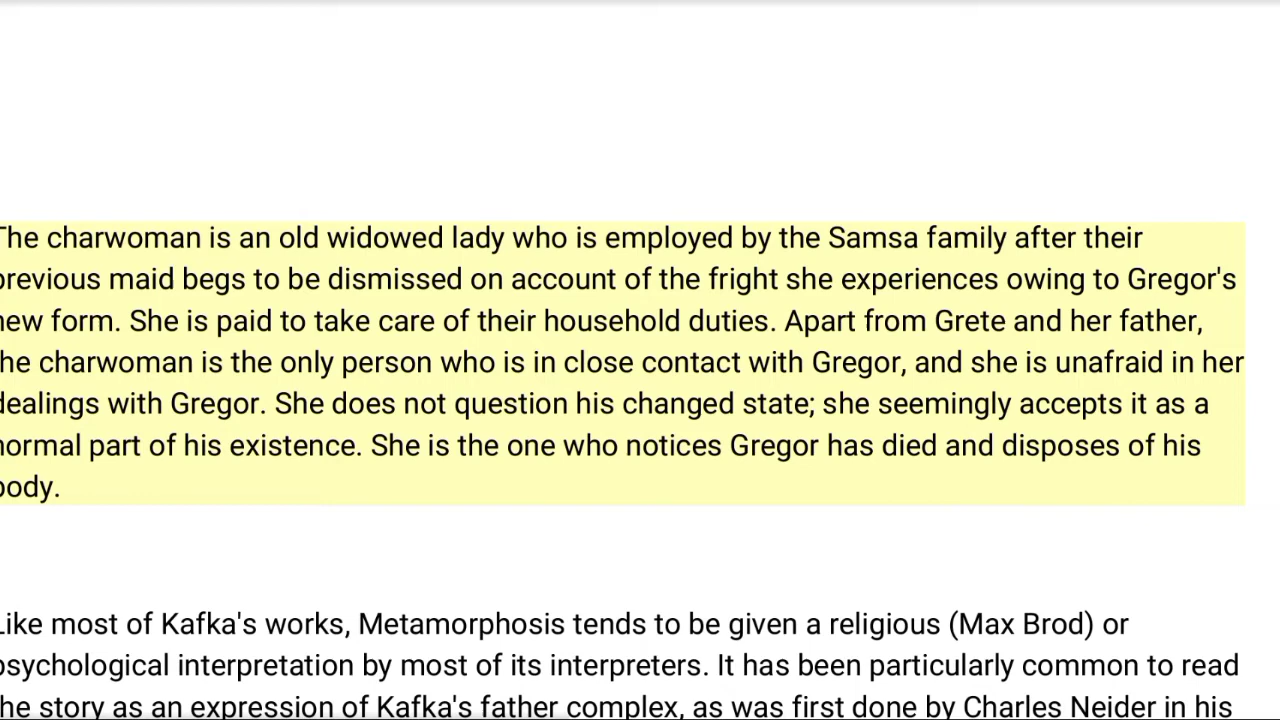 The charwoman is an old widowed lady who is employed by the Samsa family after their
previous maid begs to be dismissed on account of the fright she experiences owing to Gregor's
new form. She is paid to take care of their household duties. Apart from Grete and her father,
the charwoman is the only person who is in close contact with Gregor, and she is unafraid in her
dealings with Gregor. She does not question his changed state; she seemingly accepts it as a
normal part of his existence. She is the one who notices Gregor has died and disposes of his
body.
Like most of Kafka's works, Metamorphosis tends to be given a religious (Max Brod) or
psychological interpretation by most of its interpreters. It has been particularly common to read
the story as an expression of Kafka's father complex, as was first done by Charles Neider in his